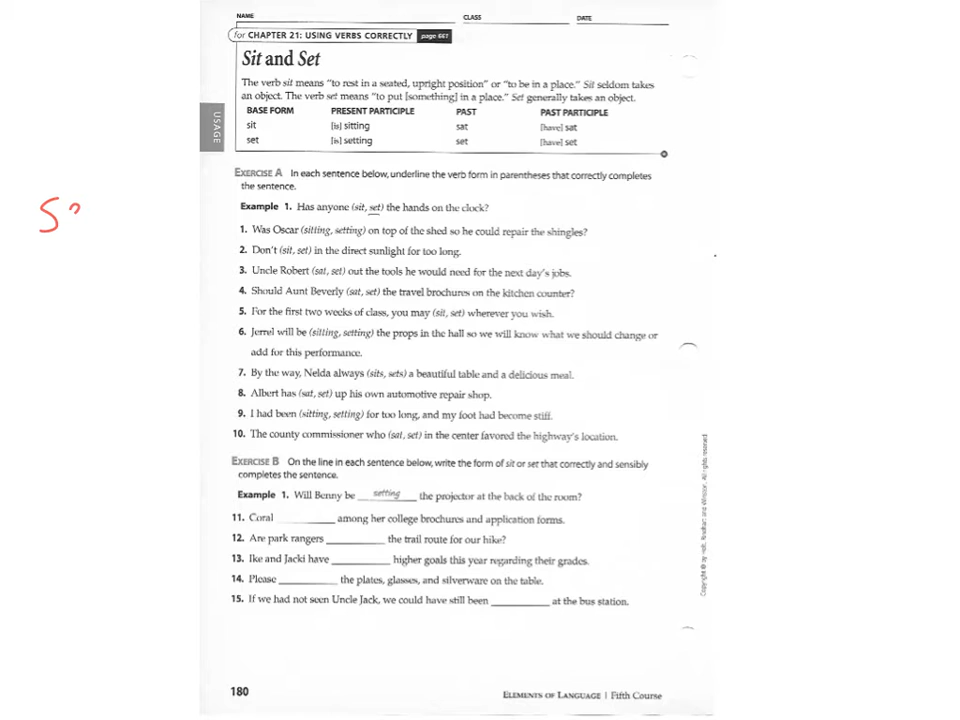 NAME CLASS DATE
for CHAPTER 21: USING VERBS CORRECTLY page 661
Sit and Set
The verb sit means "to rest in a seated, upright position" or "to be in a place." Sit seldom takes
an object. The verb set means "to put [something] in a place." Set generally takes an object.
BASE FORM PRESENT PARTICIPLE PAST PAST PARTICIPLE
sit [is] sitting sat [have] sat
set [is] setting set [have] set
USAGE
EXERCISE A In each sentence below, underline the verb form in parentheses that correctly completes
the sentence.
Example 1. Has anyone (sit, set) the hands on the clock?
1. Was Oscar (sitting, setting) on top of the shed so he could repair the shingles?
2. Don't (sit, set) in the direct sunlight for too long.
3. Uncle Robert (sat, set) out the tools he would need for the next day's jobs.
4. Should Aunt Beverly (sat, set) the travel brochures on the kitchen counter?
5. For the first two weeks of class, you may (sit, set) wherever you wish.
6. Jerrel will be (sitting, setting) the props in the hall so we will know what we should change or
add for this performance.
7. By the way, Nelda always (sits, sets) a beautiful table and a delicious meal.
8. Albert has (sat, set) up his own automotive repair shop.
9. I had been (sitting, setting) for too long, and my foot had become stiff.
10. The county commissioner who (sat, set) in the center favored the highway's location.
EXERCISE B On the line in each sentence below, write the form of sit or set that correctly and sensibly
completes the sentence.
Example 1. Will Benny be setting the projector at the back of the room?
11. Coral __________ among her college brochures and application forms.
12. Are park rangers __________ the trail route for our hike?
13. Ike and Jacki have __________ higher goals this year regarding their grades.
14. Please __________ the plates, glasses, and silverware on the table.
15. If we had not seen Uncle Jack, we could have still been __________ at the bus station.
Copyright © by Holt, Rinehart and Winston. All rights reserved.
180 ELEMENTS OF LANGUAGE | Fifth Course